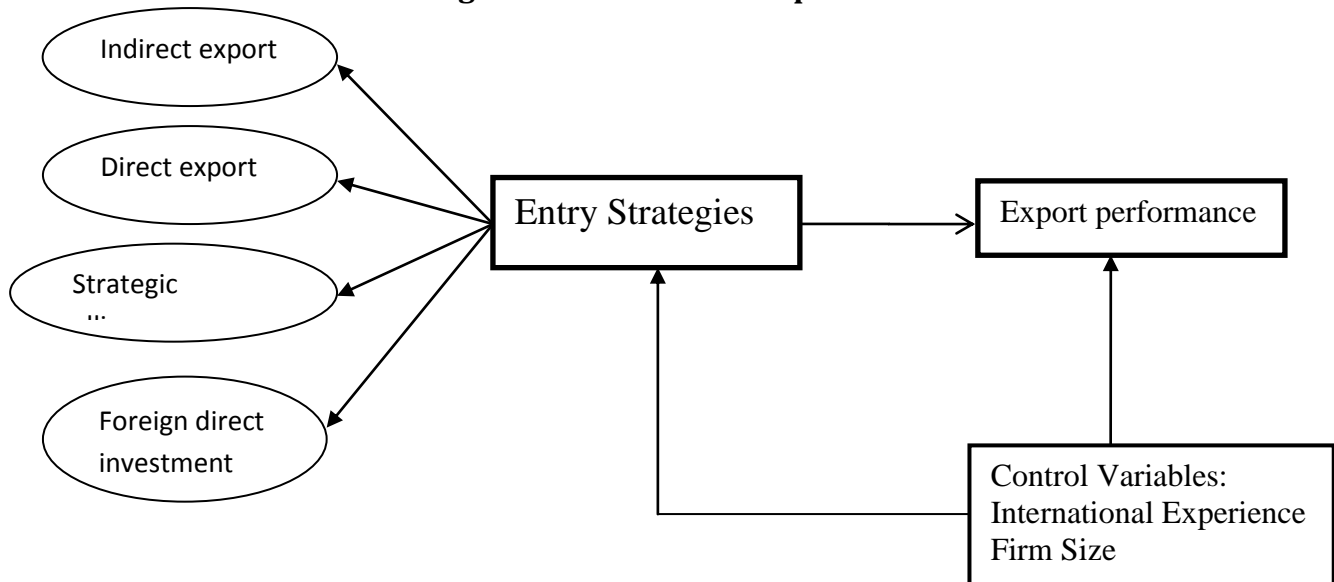 Indirect export
Direct export
Strategic
Foreign direct
investment
Entry Strategies
Export performance
Control Variables:
International Experience
Firm Size